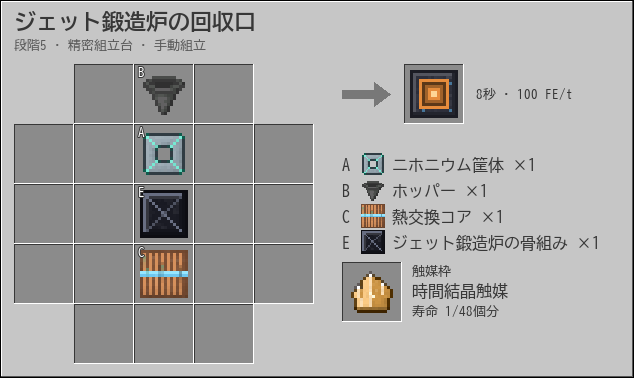 ジェット鍛造炉の回収口
段階5 · 精密組立台 · 手動組立
B
A
E
C
8秒 · 100 FE/t
A ニホニウム筐体 ×1
B ホッパー ×1
C 熱交換コア ×1
E ジェット鍛造炉の骨組み ×1
触媒枠
時間結晶触媒
寿命 1/48個分